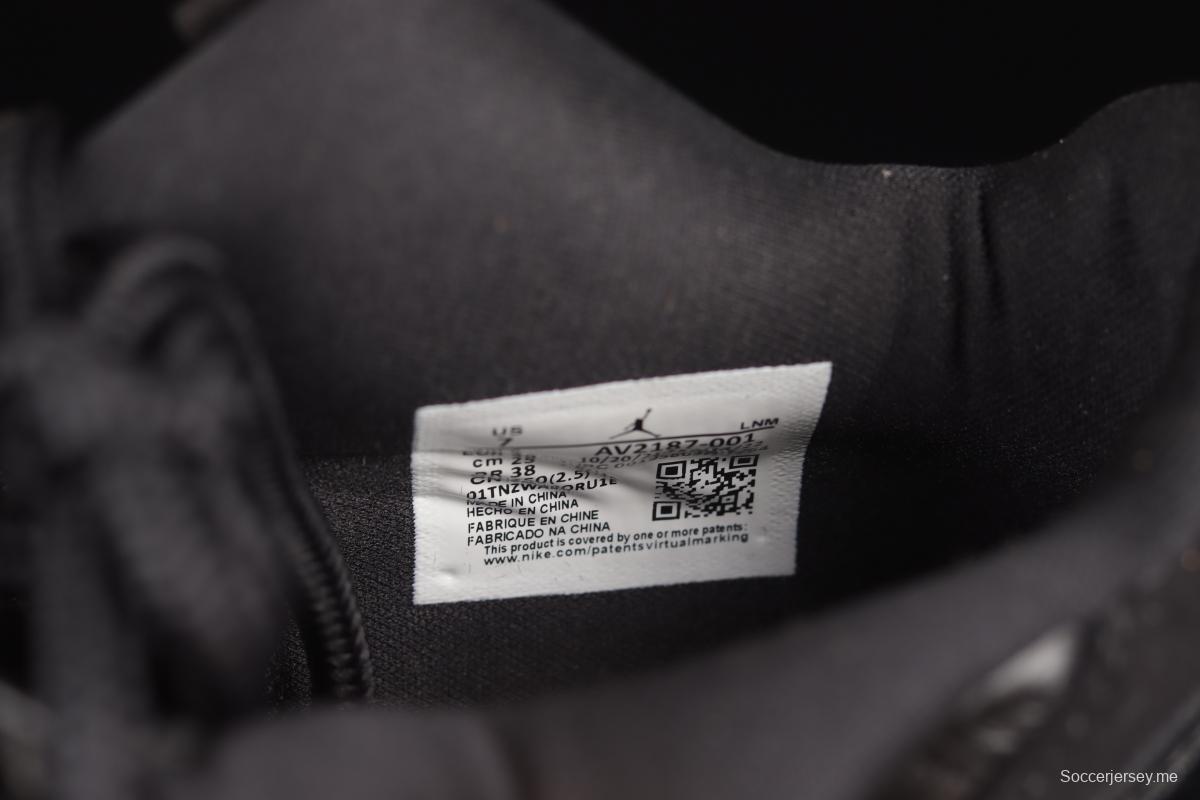 US
7
LNM
AV2187-001
cm 25
CR 38
MADE IN CHINA
HECHO EN CHINA
FABRIQUE EN CHINE
FABRICADO NA CHINA
This product is covered by one or more patents:
www.nike.com/patentsvirtualmarking
Soccerjersey.me